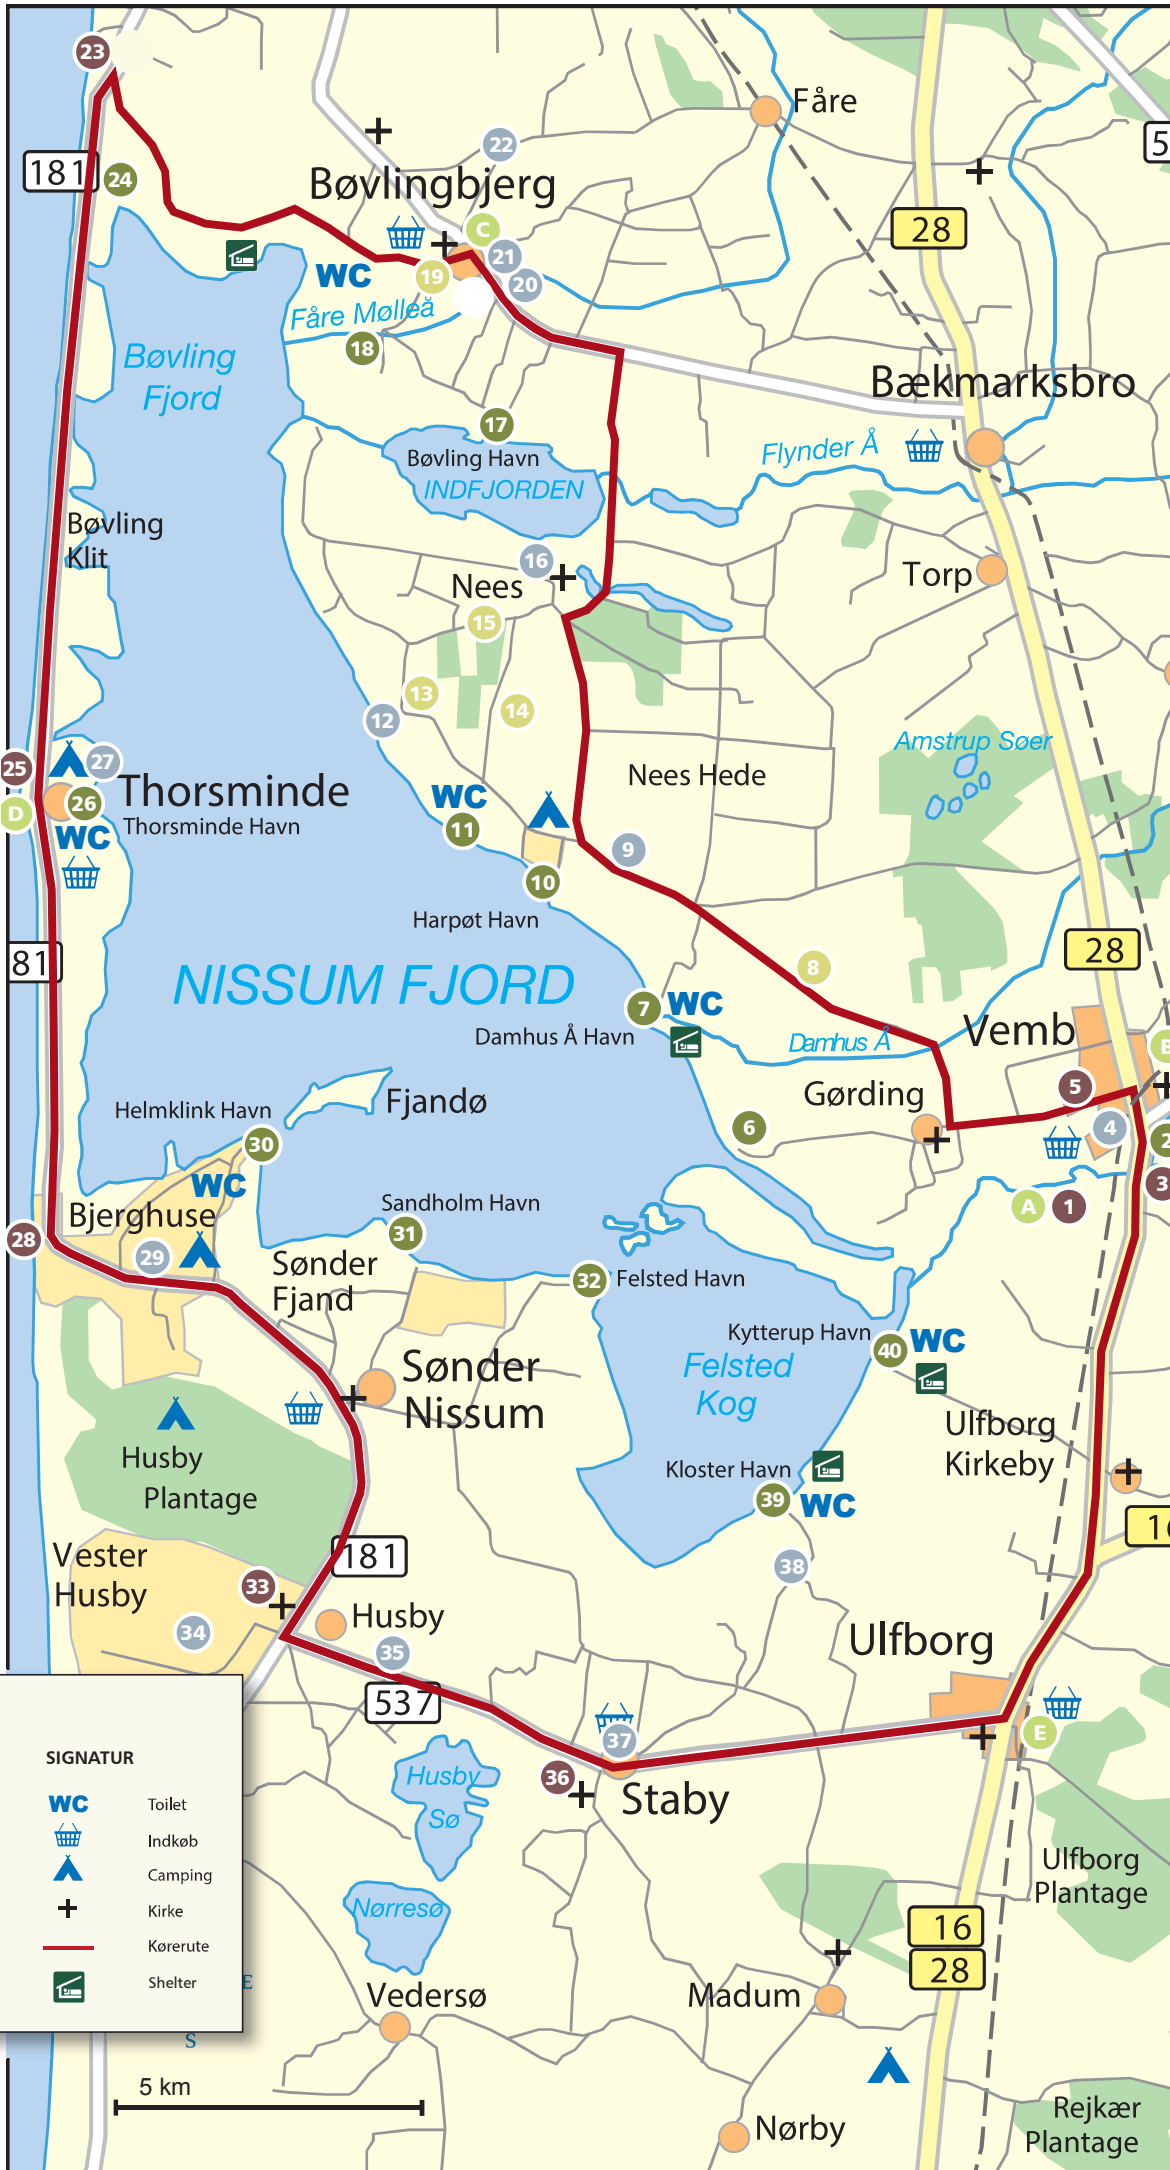 23
Fåre
22
5
181
24
Bøvlingbjerg
28
C
21
WC
19
20
Fåre Mølleå
18
Bøvling
Fjord
Bækmarksbro
17
Flynder Å
Bøvling Havn
INDFJORDEN
Bøvling
Klit
16
Nees
Torp
15
13
14
12
Amstrup Søer
25
27
Nees Hede
Thorsminde
D
26
WC
Thorsminde Havn
WC
11
9
10
Harpøt Havn
28
81
8
NISSUM FJORD
7
WC
Damhus Å Havn
Damhus Å
Vemb
B
5
Fjandø
Gørding
Helmklink Havn
6
4
30
2
WC
3
Sandholm Havn
A
1
Bjerghuse
28
31
29
Sønder
Fjand
32
Felsted Havn
Kytterup Havn
WC
40
Felsted
Kog
Sønder
Nissum
Ulfborg
Kirkeby
Husby
Plantage
Kloster Havn
39
WC
16
Vester
Husby
181
33
38
Husby
34
Ulfborg
35
537
37
E
36
Staby
Husby
Sø
SIGNATUR
WC Toilet
Indkøb
Camping
Kirke
Kørerute
Shelter
Ulfborg
Plantage
Nørresø
16
28
E
Vedersø
Madum
S
5 km
Nørby
Rejkær
Plantage